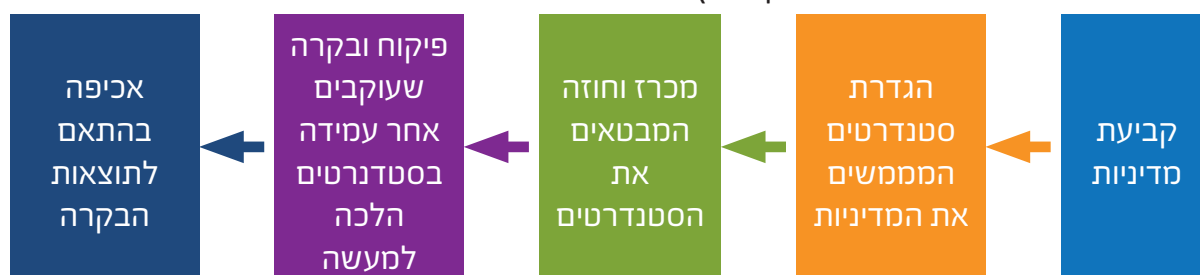 קביעת
מדיניות
הגדרת
סטנדרטים
המממשים
את המדיניות
מכרז וחוזה
המבטאים
את
הסטנדרטים
פיקוח ובקרה
שעוקבים
אחר עמידה
בסטדנרטים
הלכה
למעשה
אכיפה
בהתאם
לתוצאות
הבקרה